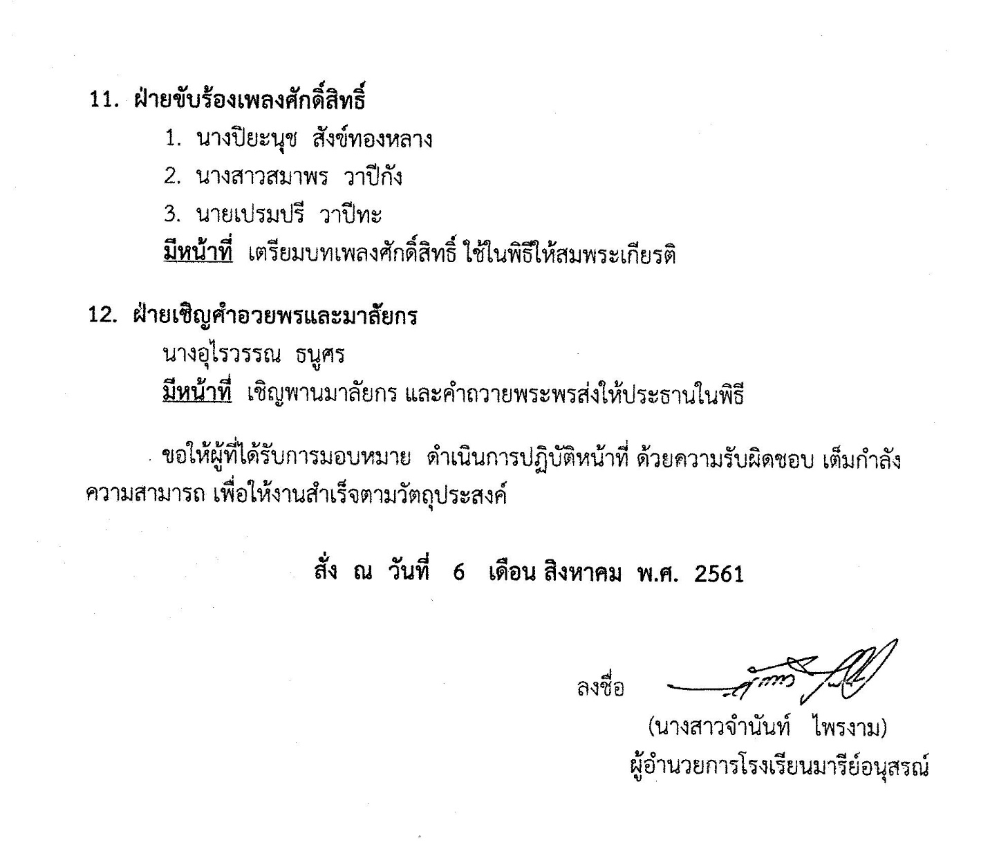 11. ฝ่ายขับร้องเพลงศักดิ์สิทธิ์
1. นางปิยะนุช สังข์ทองหลาง
2. นางสาวสมาพร วาปีกัง
3. นายเปรมปรี วาปีทะ
มีหน้าที่ เตรียมบทเพลงศักดิ์สิทธิ์ ใช้ในพิธีให้สมพระเกียรติ
12. ฝ่ายเชิญคำอวยพรและมาลัยกร
นางอุไรวรรณ ธนูศร
มีหน้าที่ เชิญพานมาลัยกร และคำถวายพระพรส่งให้ประธานในพิธี
ขอให้ผู้ที่ได้รับการมอบหมาย ดำเนินการปฏิบัติหน้าที่ ด้วยความรับผิดชอบ เต็มกำลัง
ความสามารถ เพื่อให้งานสำเร็จตามวัตถุประสงค์
สั่ง ณ วันที่ 6 เดือน สิงหาคม พ.ศ. 2561
ลงชื่อ
(นางสาวจำนันท์ ไพรงาม)
ผู้อำนวยการโรงเรียนมารีย์อนุสรณ์